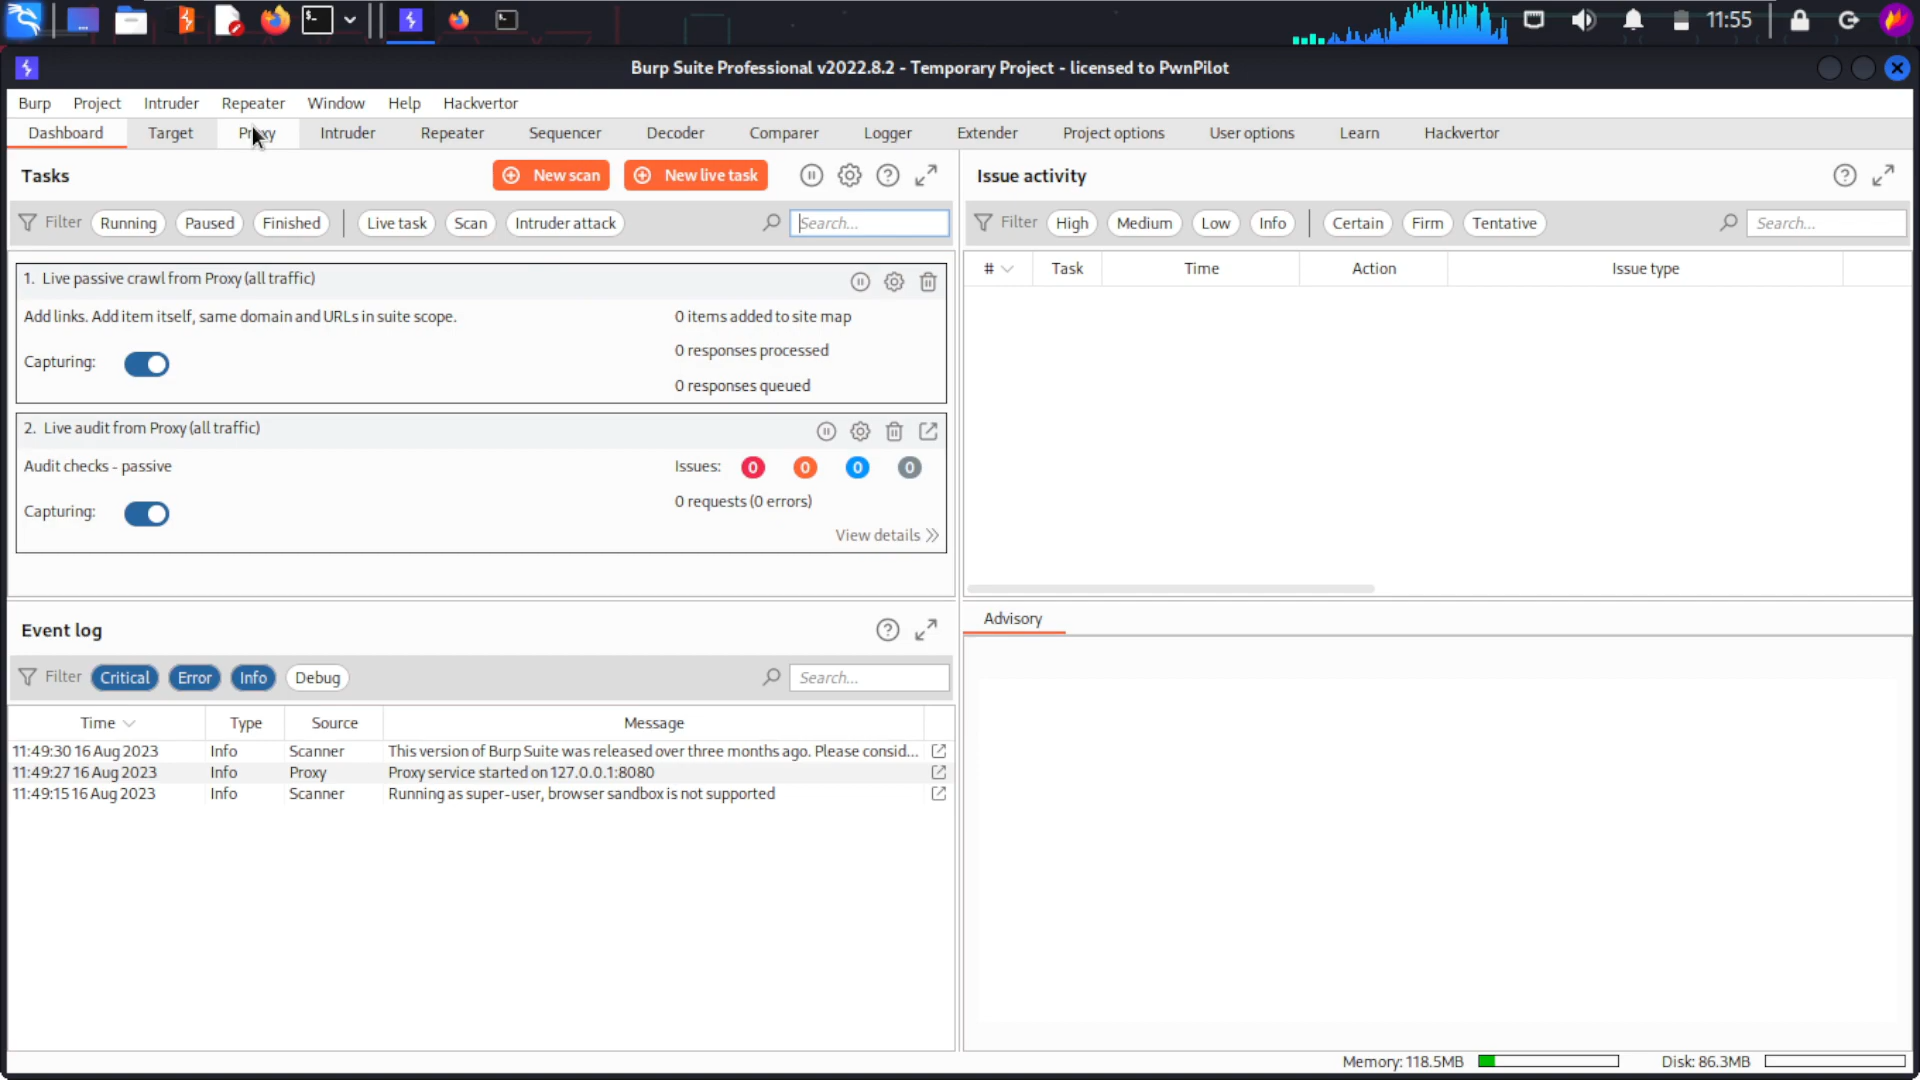 11:55
Burp Suite Professional v2022.8.2 - Temporary Project - licensed to PwnPilot
Burp Project Intruder Repeater Window Help Hackvertor
Dashboard Target Proxy Intruder Repeater Sequencer Decoder Comparer Logger Extender Project options User options Learn Hackvertor
Tasks New scan New live task
Filter Running Paused Finished Live task Scan Intruder attack Search...
1. Live passive crawl from Proxy (all traffic)
Add links. Add item itself, same domain and URLs in suite scope. 0 items added to site map
0 responses processed
Capturing:
0 responses queued
2. Live audit from Proxy (all traffic)
Audit checks - passive Issues: 0 0 0 0
0 requests (0 errors)
Capturing:
View details
Event log
Filter Critical Error Info Debug Search...
Time Type Source Message
11:49:30 16 Aug 2023 Info Scanner This version of Burp Suite was released over three months ago. Please consid...
11:49:27 16 Aug 2023 Info Proxy Proxy service started on 127.0.0.1:8080
11:49:15 16 Aug 2023 Info Scanner Running as super-user, browser sandbox is not supported
Issue activity
Filter High Medium Low Info Certain Firm Tentative Search...
# Task Time Action Issue type
Advisory
Memory: 118.5MB Disk: 86.3MB